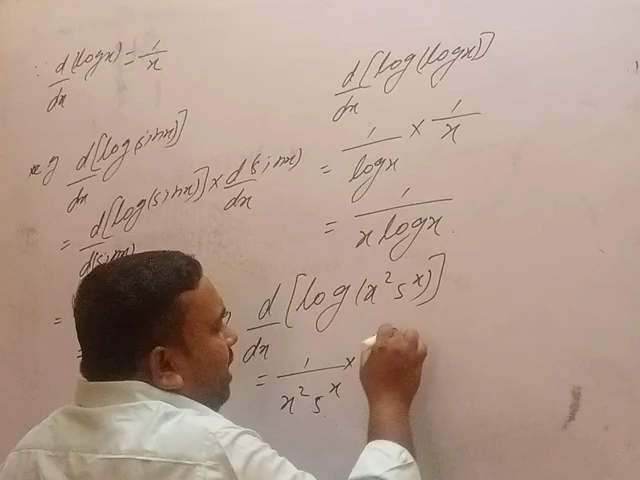 ∵ d/dx (logx) = 1/x
eg d/dx [log(sinx)]
= d/d(sinx) [log(sinx)] × d(sinx)/dx
=
=
d/dx [log(logx)]
= 1/logx × 1/x
= 1/x logx.
d/dx [log(x²5ˣ)]
= 1/x²5ˣ ×